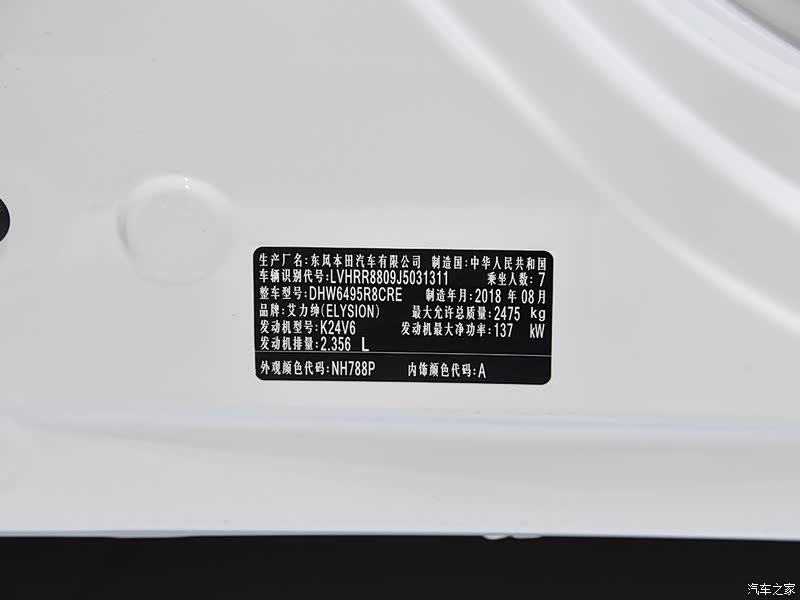 生产厂名:东风本田汽车有限公司 制造国:中华人民共和国
车辆识别代号:LVHRR8809J5031311 乘坐人数:7
整车型号:DHW6495R8CRE 制造年月:2018 年 08月
品牌:艾力绅(ELYSION) 最大允许总质量:2475 kg
发动机型号:K24V6 发动机最大净功率:137 kW
发动机排量:2.356 L
外观颜色代码:NH788P 内饰颜色代码:A
汽车之家